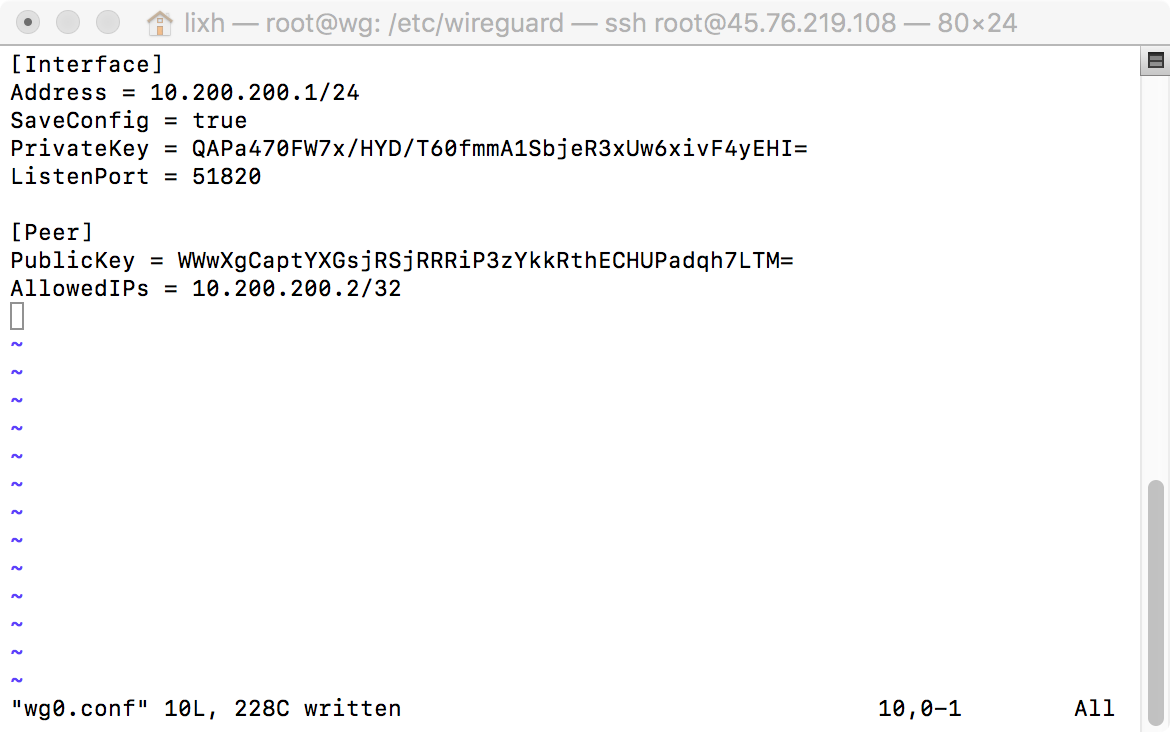 lixh — root@wg: /etc/wireguard — ssh root@45.76.219.108 — 80×24
[Interface]
Address = 10.200.200.1/24
SaveConfig = true
PrivateKey = QAPa470FW7x/HYD/T60fmmA1SbjeR3xUw6xivF4yEHI=
ListenPort = 51820
[Peer]
PublicKey = WWwXgCaptYXGsjRSjRRRiP3zYkkRthECHUPadqh7LTM=
AllowedIPs = 10.200.200.2/32
~
~
~
~
~
~
~
~
~
~
~
~
~
"wg0.conf" 10L, 228C written 10,0-1 All